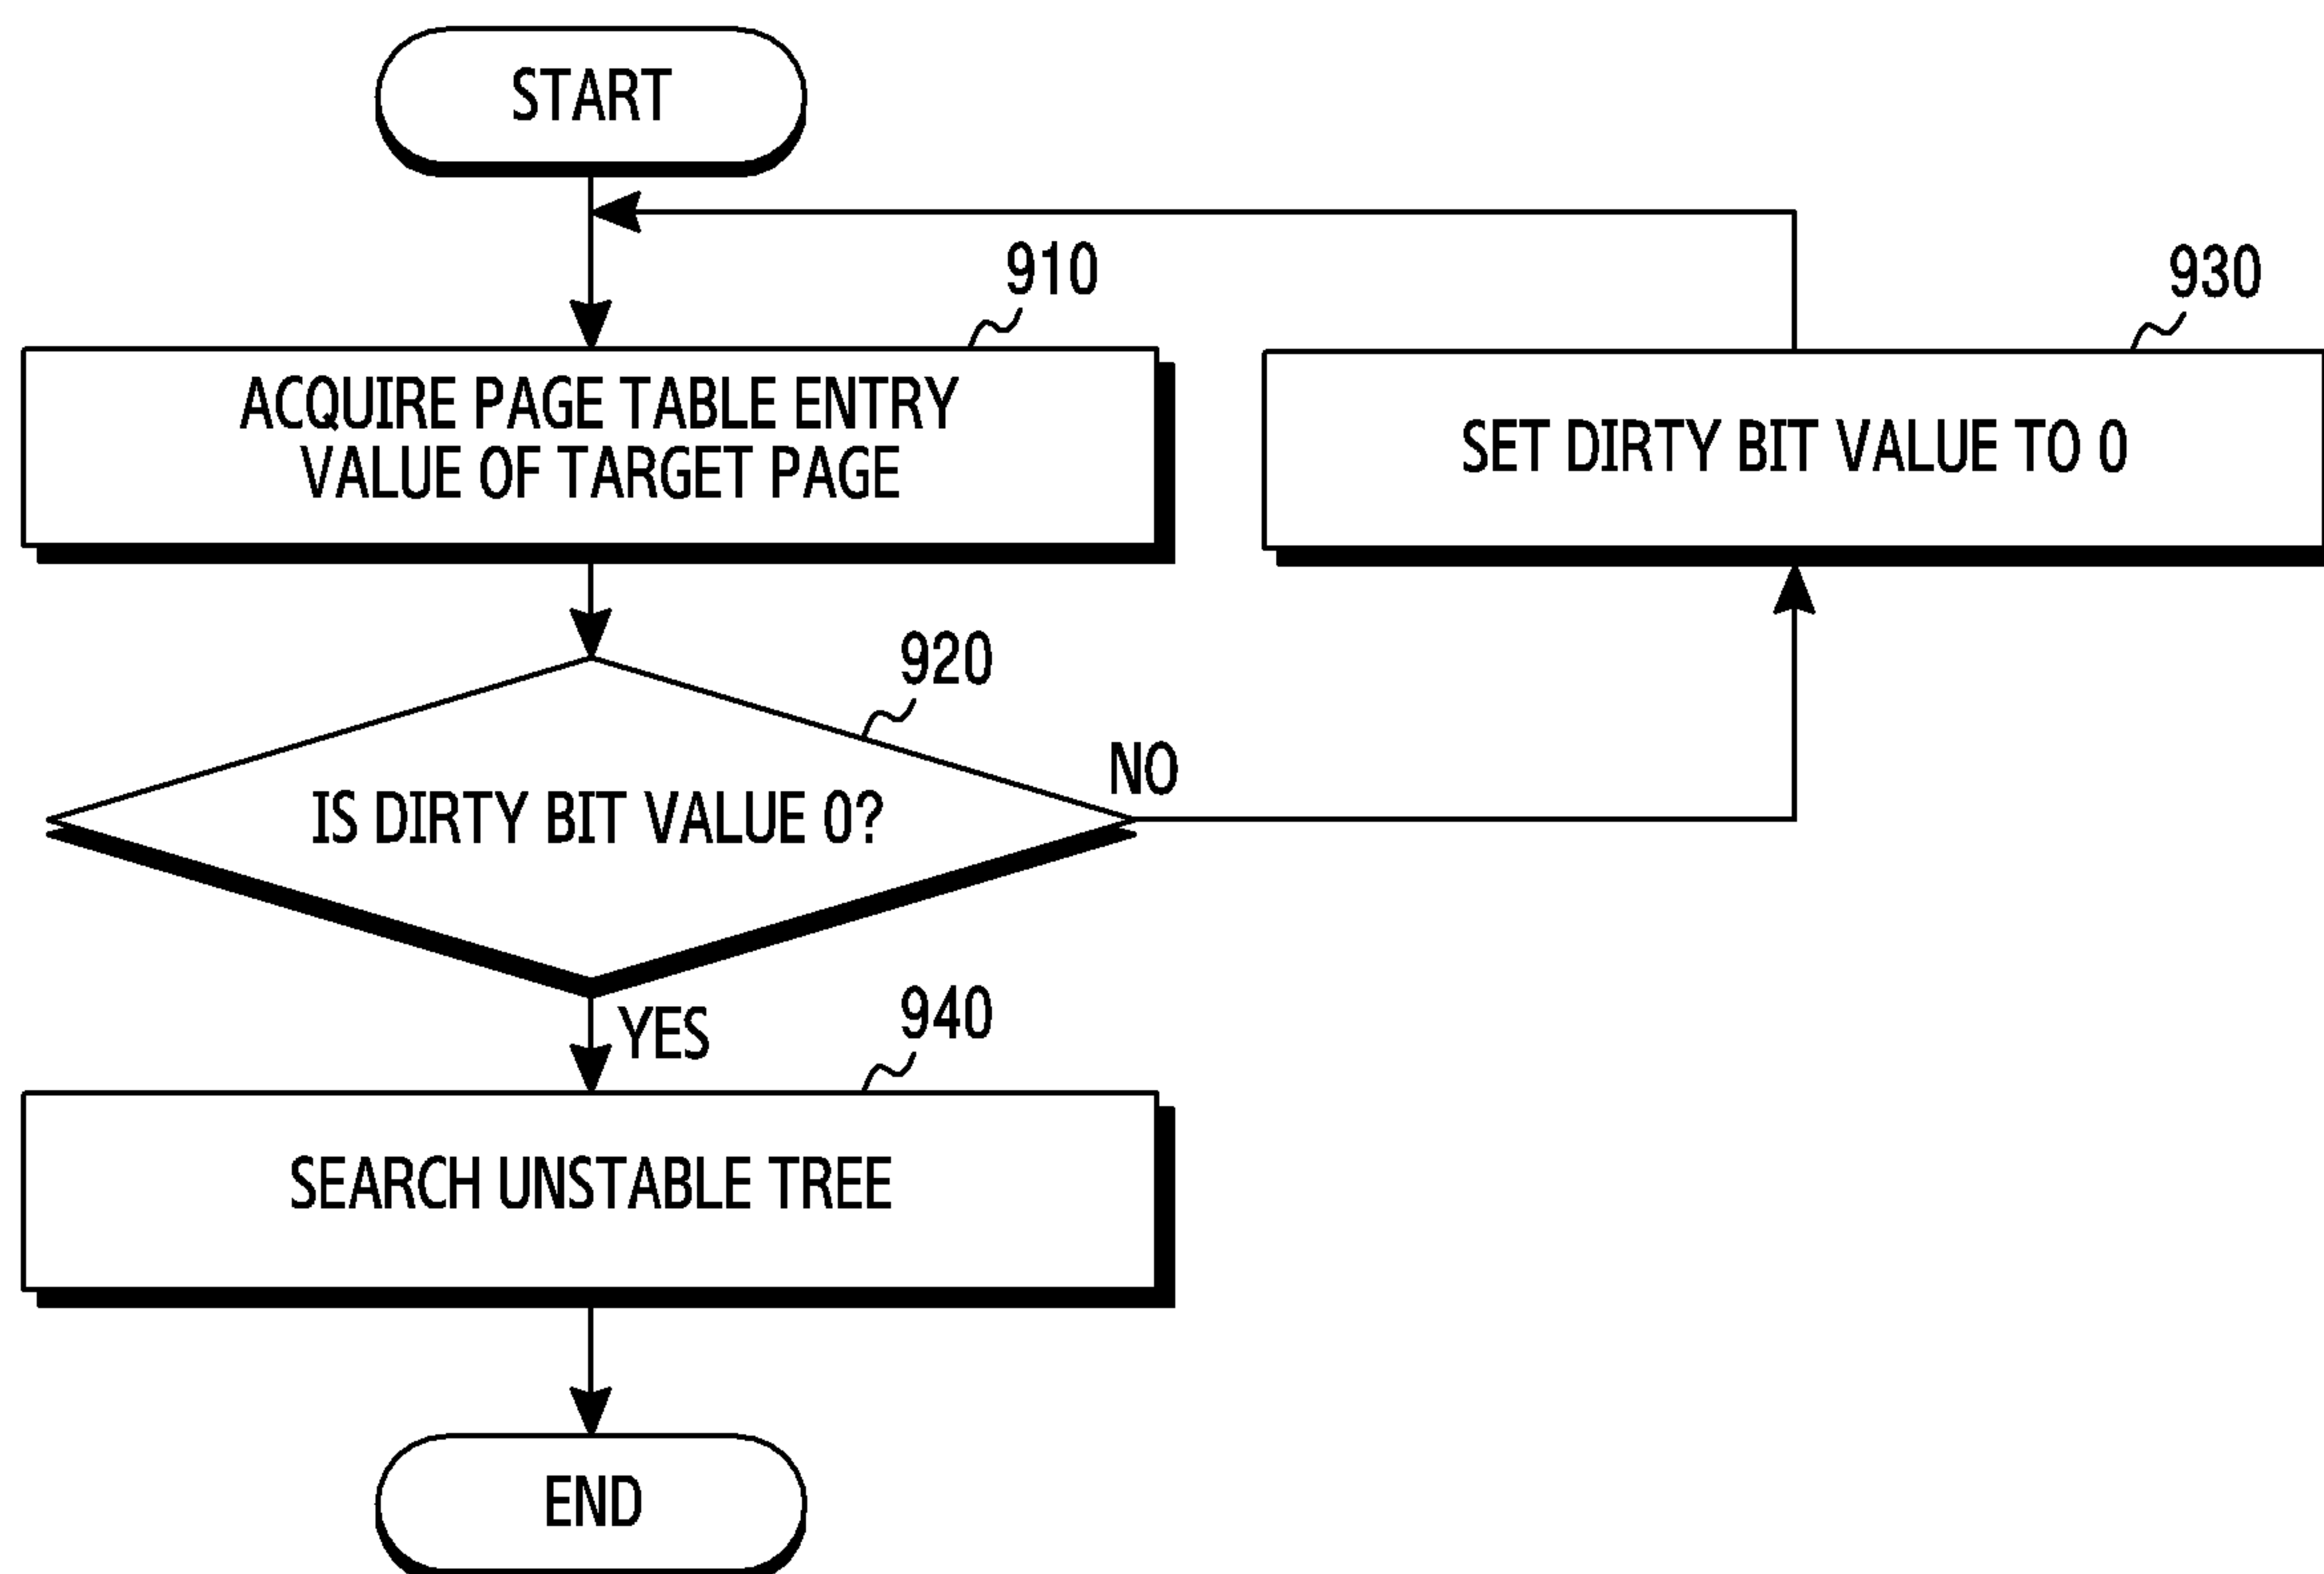 START
910
ACQUIRE PAGE TABLE ENTRY
VALUE OF TARGET PAGE
930
SET DIRTY BIT VALUE TO 0
920
IS DIRTY BIT VALUE 0?
NO
YES
940
SEARCH UNSTABLE TREE
END